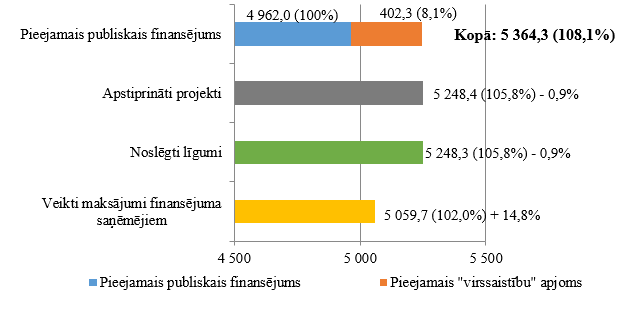 4 962,0 (100%) 402,3 (8,1%)
Pieejamais publiskais finansējums Kopā: 5 364,3 (108,1%)
Apstiprināti projekti 5 248,4 (105,8%) - 0,9%
Noslēgti līgumi 5 248,3 (105,8%) - 0,9%
Veikti maksājumi finansējuma
saņēmējiem
5 059,7 (102,0%) + 14,8%
4 500 5 000 5 500
Pieejamais publiskais finansējums Pieejamais "virssaistību" apjoms